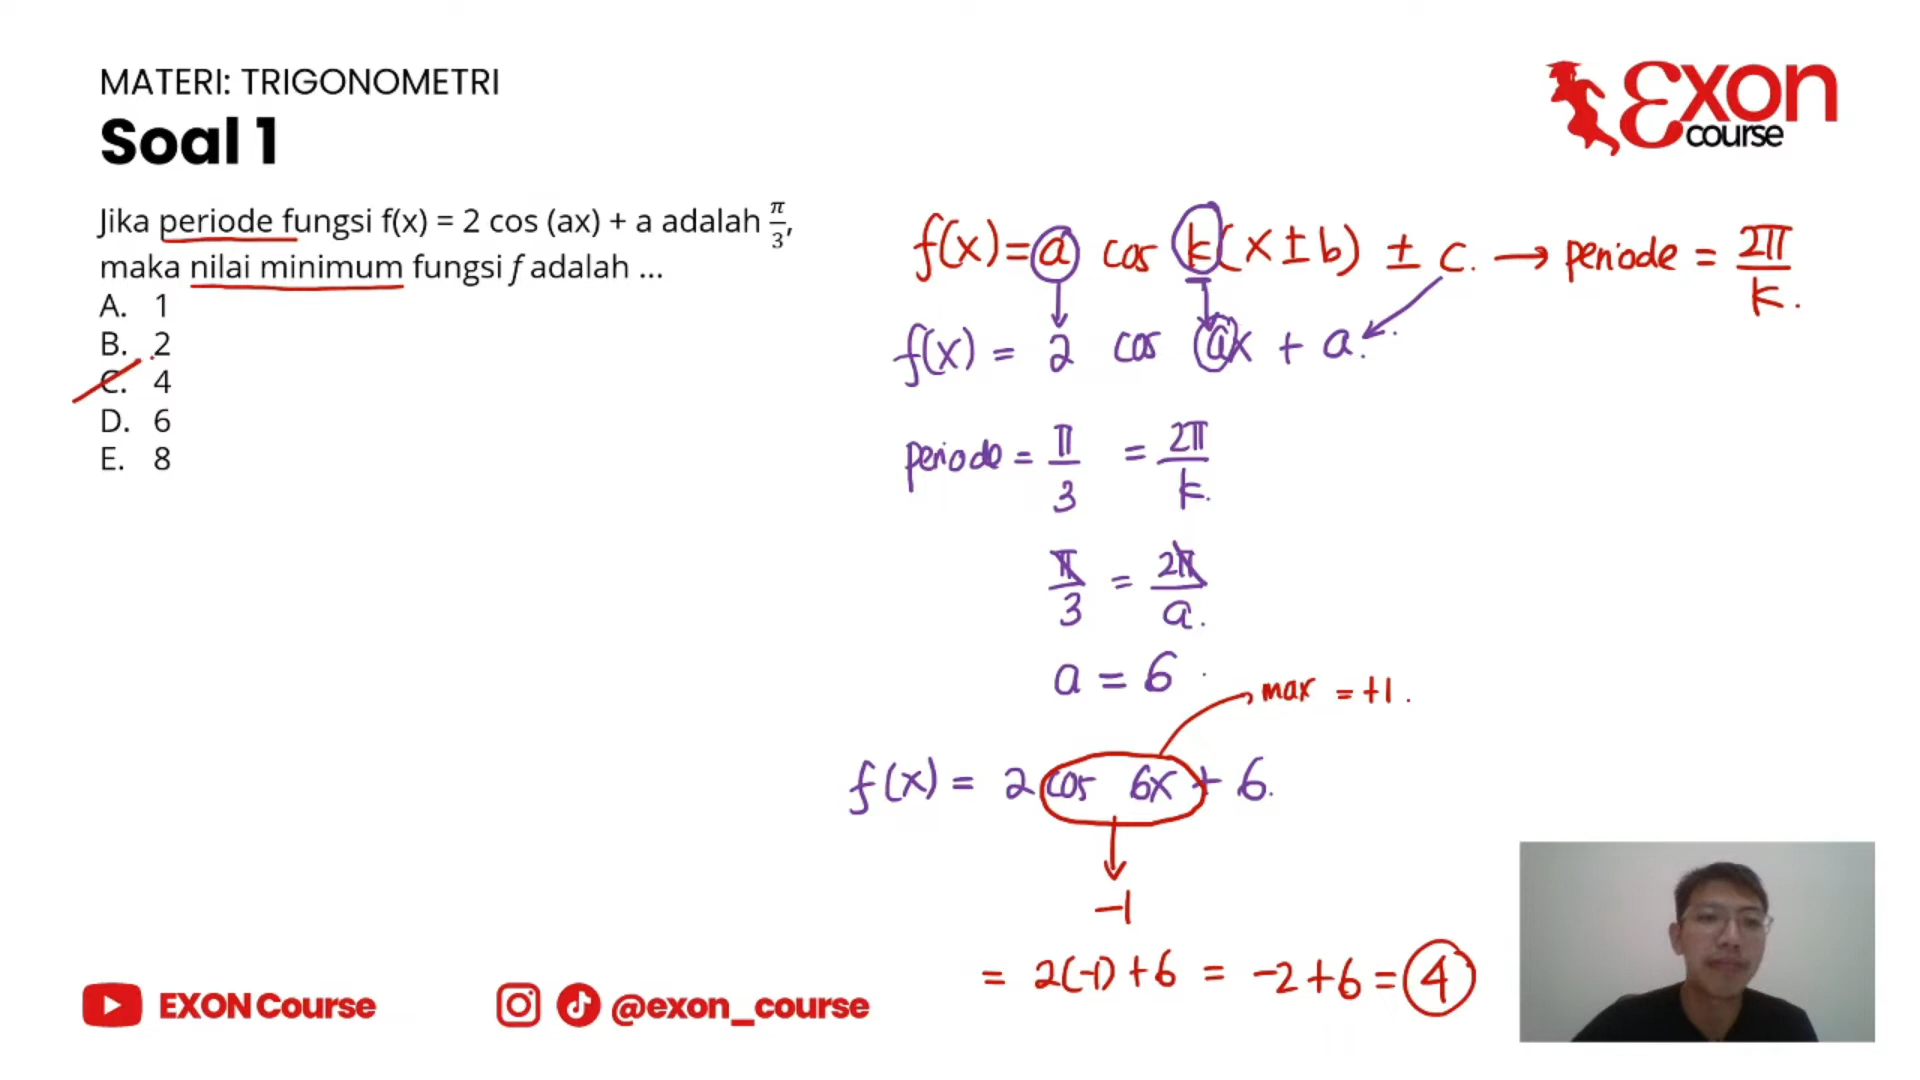 MATERI: TRIGONOMETRI
Soal 1
Jika periode fungsi f(x) = 2 cos (ax) + a adalah π/3,
maka nilai minimum fungsi f adalah ...
A. 1
B. 2
C. 4
D. 6
E. 8
Exon
course
f(x) = a cos k(x ± b) ± c. → periode = 2π/k.
f(x) = 2 cos ax + a.
periode = π/3 = 2π/k.
π/3 = 2π/a.
a = 6
max = +1.
f(x) = 2 cos 6x + 6.
-1
= 2(-1) + 6 = -2 + 6 = 4
EXON Course
@exon_course